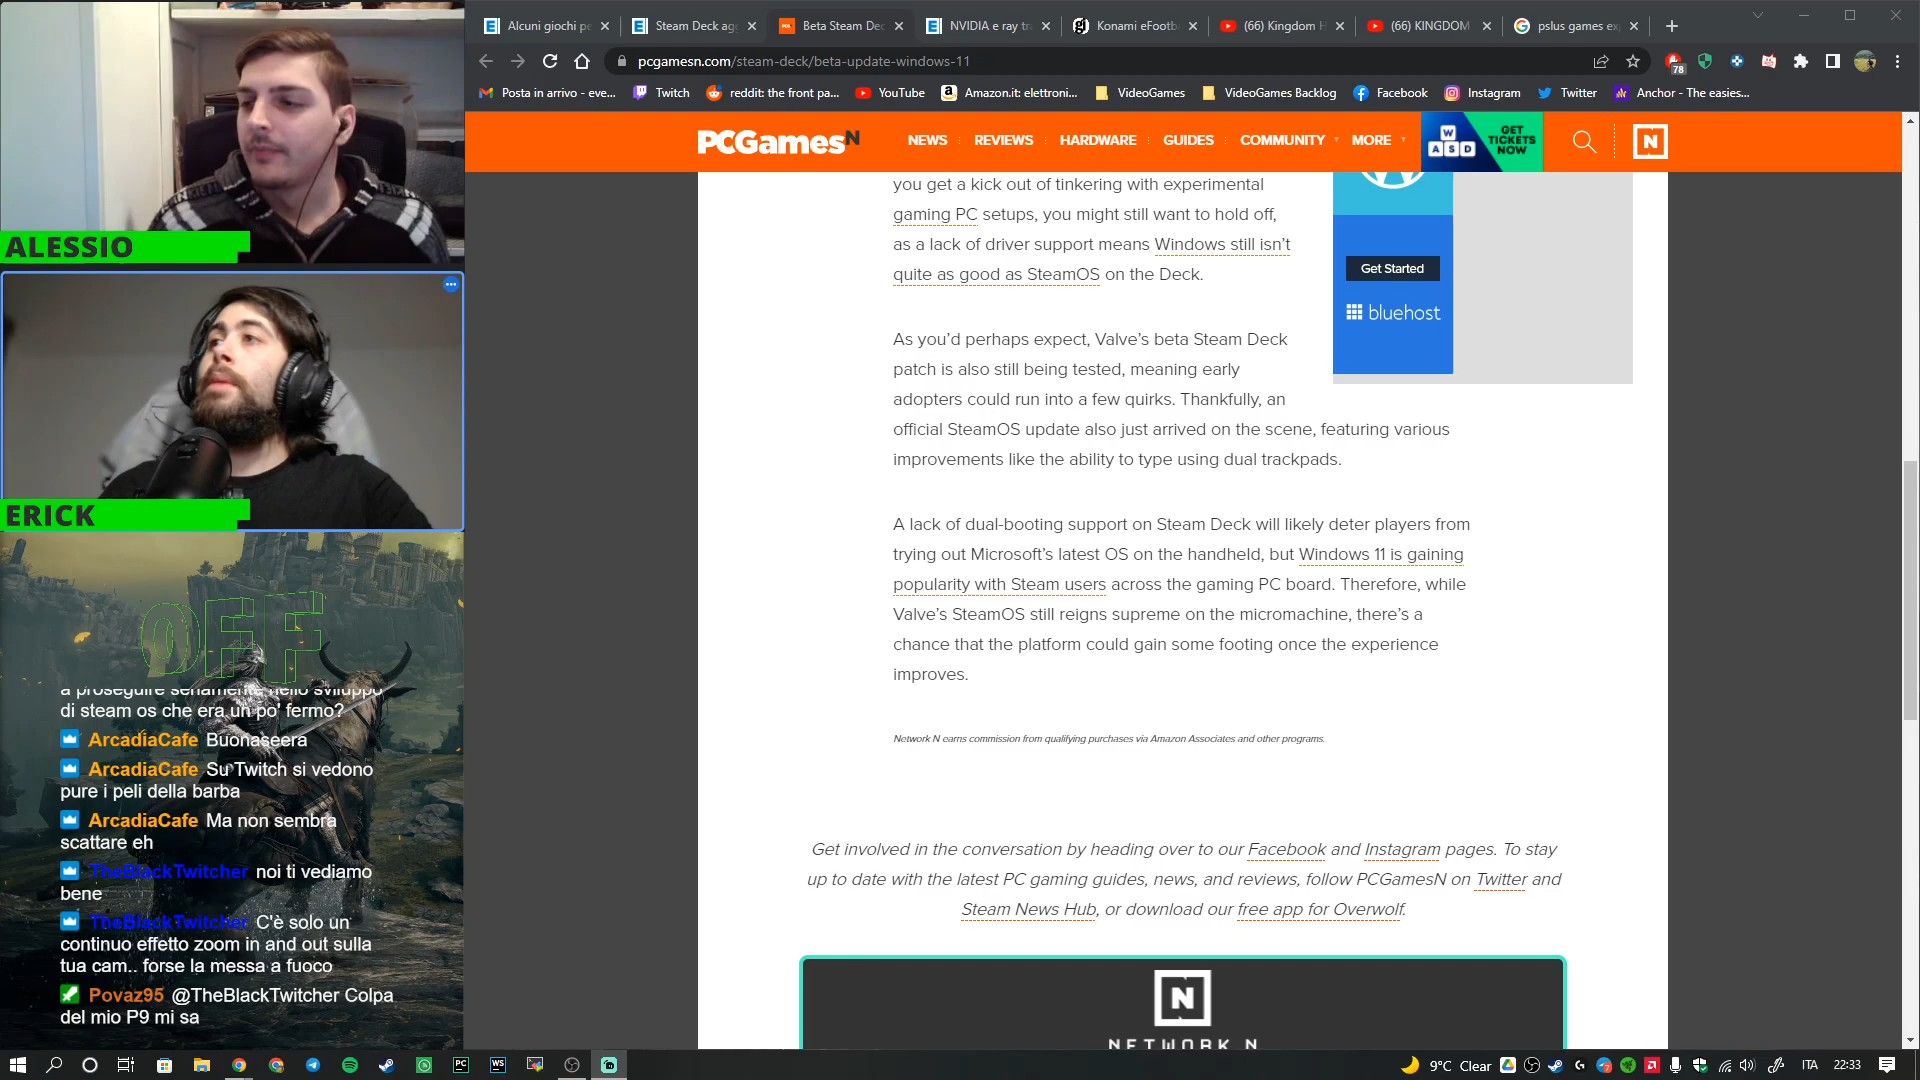 Alcuni giochi pe
Steam Deck agg
Beta Steam Dec
NVIDIA e ray tra
Konami eFootb
(66) Kingdom H
(66) KINGDOM
pslus games ex
pcgamesn.com/steam-deck/beta-update-windows-11
78
Posta in arrivo - eve...
Twitch
reddit: the front pa...
YouTube
Amazon.it: elettroni...
VideoGames
VideoGames Backlog
Facebook
Instagram
Twitter
Anchor - The easies...
PCGamesN
NEWS
REVIEWS
HARDWARE
GUIDES
COMMUNITY
MORE
W
A S D
GET
TICKETS
NOW
N
you get a kick out of tinkering with experimental
gaming PC setups, you might still want to hold off,
as a lack of driver support means Windows still isn’t
quite as good as SteamOS on the Deck.
Get Started
bluehost
As you’d perhaps expect, Valve’s beta Steam Deck
patch is also still being tested, meaning early
adopters could run into a few quirks. Thankfully, an
official SteamOS update also just arrived on the scene, featuring various
improvements like the ability to type using dual trackpads.
A lack of dual-booting support on Steam Deck will likely deter players from
trying out Microsoft’s latest OS on the handheld, but Windows 11 is gaining
popularity with Steam users across the gaming PC board. Therefore, while
Valve’s SteamOS still reigns supreme on the micromachine, there’s a
chance that the platform could gain some footing once the experience
improves.
Network N earns commission from qualifying purchases via Amazon Associates and other programs.
Get involved in the conversation by heading over to our Facebook and Instagram pages. To stay
up to date with the latest PC gaming guides, news, and reviews, follow PCGamesN on Twitter and
Steam News Hub, or download our free app for Overwolf.
N
NETWORK N
ALESSIO
ERICK
OFF
a proseguire seriamente nello sviluppo
di steam os che era un po' fermo?
ArcadiaCafe Buonaseera
ArcadiaCafe Su Twitch si vedono
pure i peli della barba
ArcadiaCafe Ma non sembra
scattare eh
TheBlackTwitcher noi ti vediamo
bene
TheBlackTwitcher C'è solo un
continuo effetto zoom in and out sulla
tua cam.. forse la messa a fuoco
Povaz95 @TheBlackTwitcher Colpa
del mio P9 mi sa
PC
WS
9°C Clear
ITA
22:33